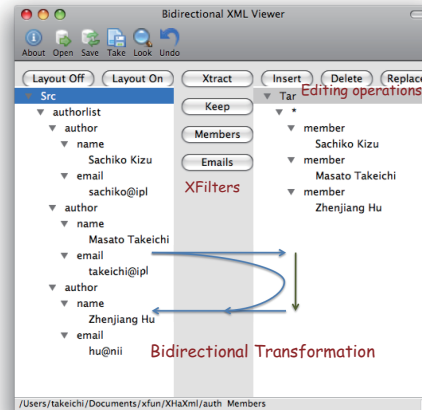 Bidirectional XML Viewer
About Open Save Take Look Undo
Layout Off Layout On Xtract Insert Delete Replace
Editing operations
Src
authorlist
author
name
Sachiko Kizu
email
sachiko@ipl
author
name
Masato Takeichi
email
takeichi@ipl
author
name
Zhenjiang Hu
email
hu@nii
Keep
Members
Emails
XFilters
Tar
*
member
Sachiko Kizu
member
Masato Takeichi
member
Zhenjiang Hu
Bidirectional Transformation
/Users/takeichi/Documents/xfun/XHaXml/auth Members